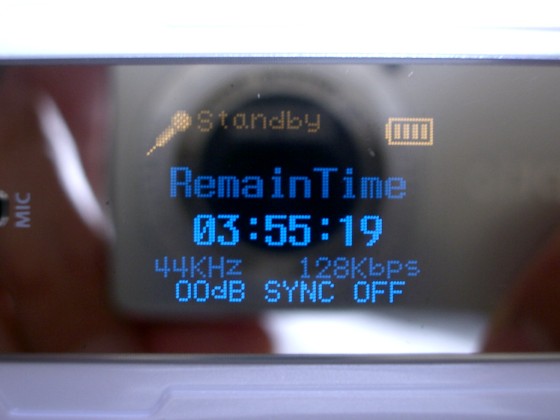 Standby
RemainTime
03:55:19
44KHz 128Kbps
00dB SYNC OFF
MIC